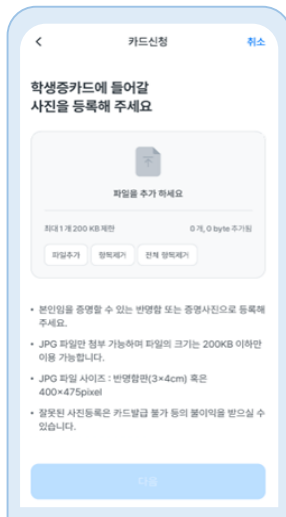 카드신청
취소
학생증카드에 들어갈
사진을 등록해 주세요
파일을 추가 하세요
최대 1 개 200 KB 제한
0 개, 0 byte 추가됨
파일추가
항목제거
전체 항목제거
• 본인임을 증명할 수 있는 반명함 또는 증명사진으로 등록해
주세요.
• JPG 파일만 첨부 가능하며 파일의 크기는 200KB 이하만
이용 가능합니다.
• JPG 파일 사이즈 : 반명함판(3×4cm) 혹은
400×475pixel
• 잘못된 사진등록은 카드발급 불가 등의 불이익을 받으실 수
있습니다.
다음